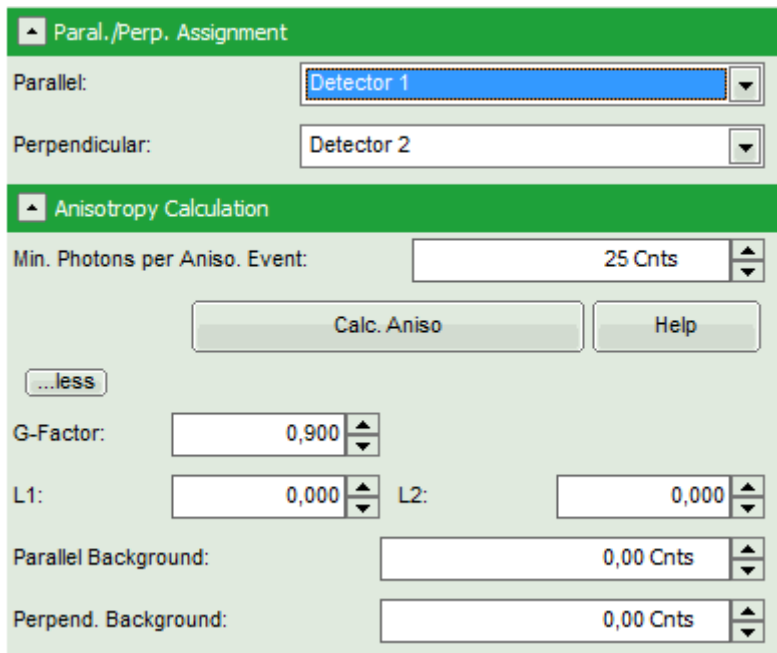 Paral./Perp. Assignment
Parallel: Detector 1
Perpendicular: Detector 2
Anisotropy Calculation
Min. Photons per Aniso. Event: 25 Cnts
Calc. Aniso Help
...less
G-Factor: 0,900
L1: 0,000 L2: 0,000
Parallel Background: 0,00 Cnts
Perpend. Background: 0,00 Cnts